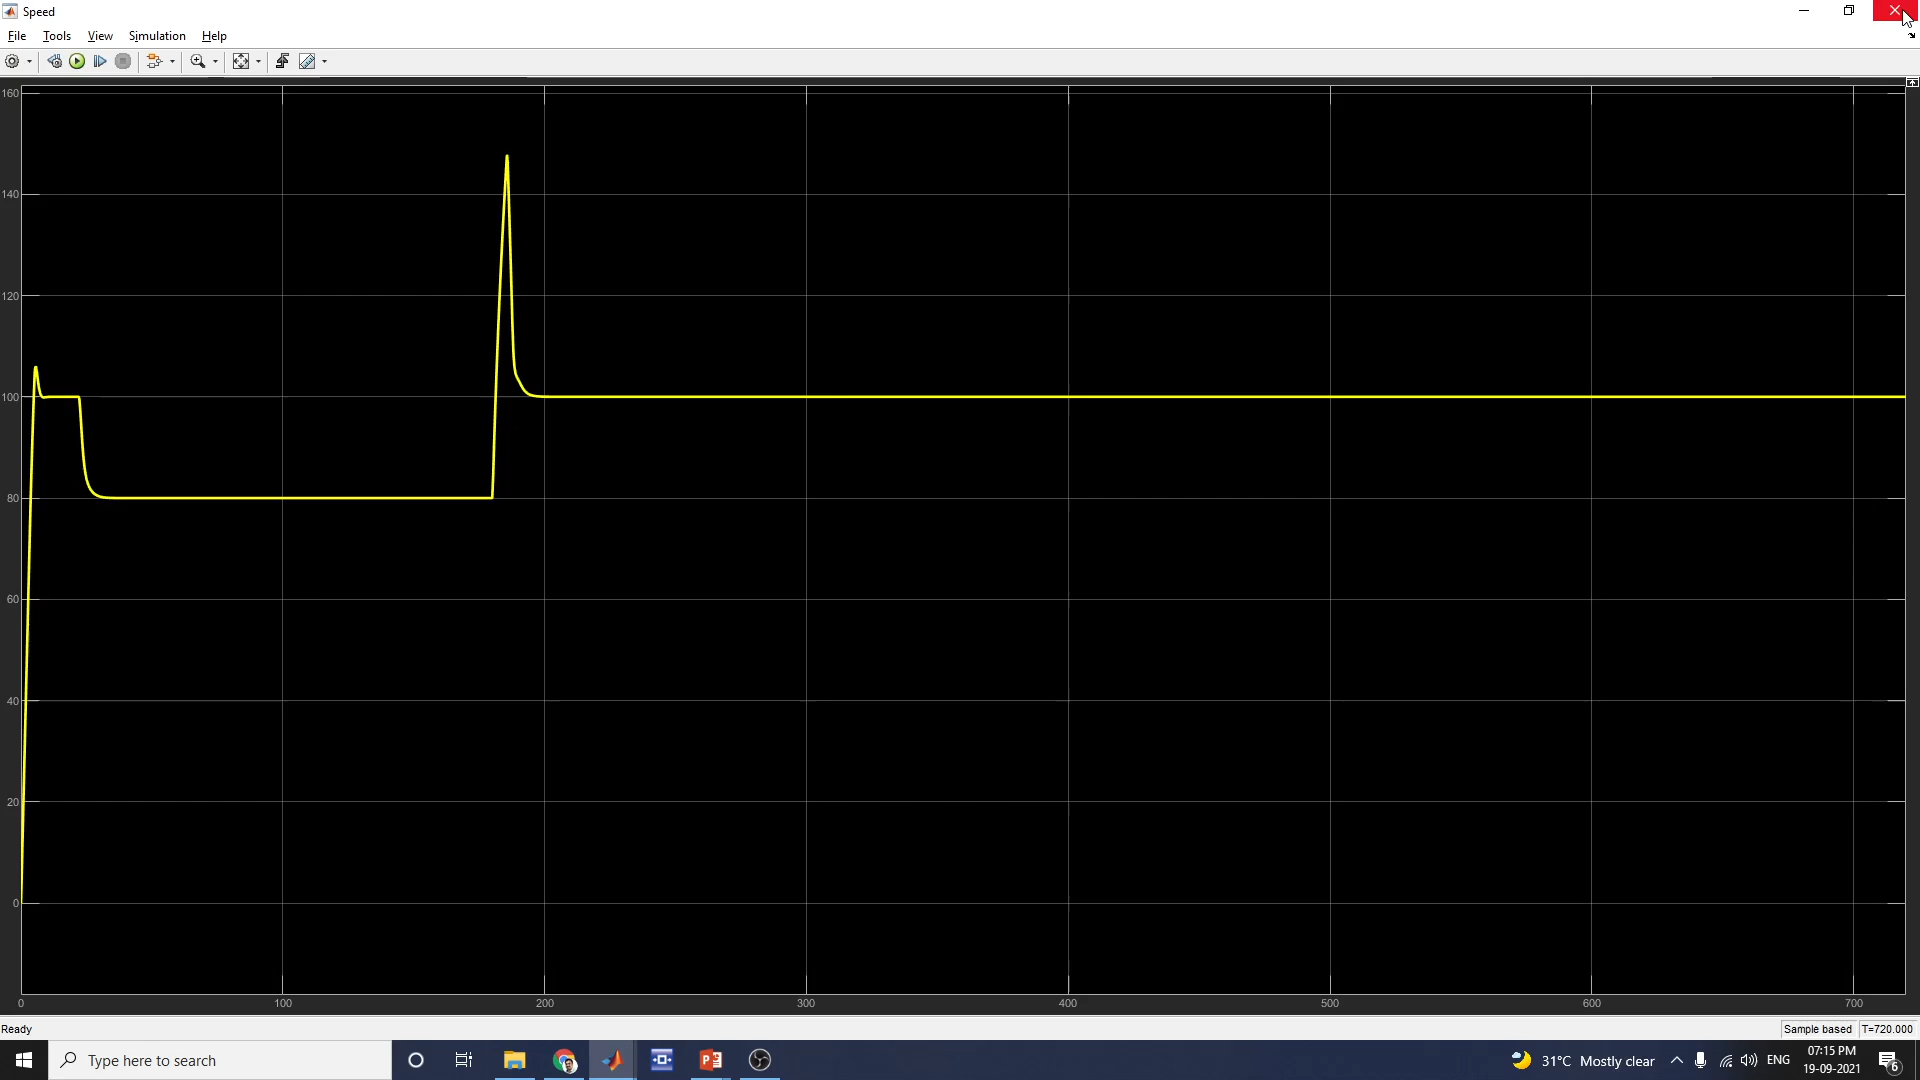 Speed
File Tools View Simulation Help
160
140
120
100
80
60
40
20
0
0 100 200 300 400 500 600 700
Ready
Sample based T=720.000
Type here to search
31°C Mostly clear
ENG
07:15 PM
19-09-2021
6